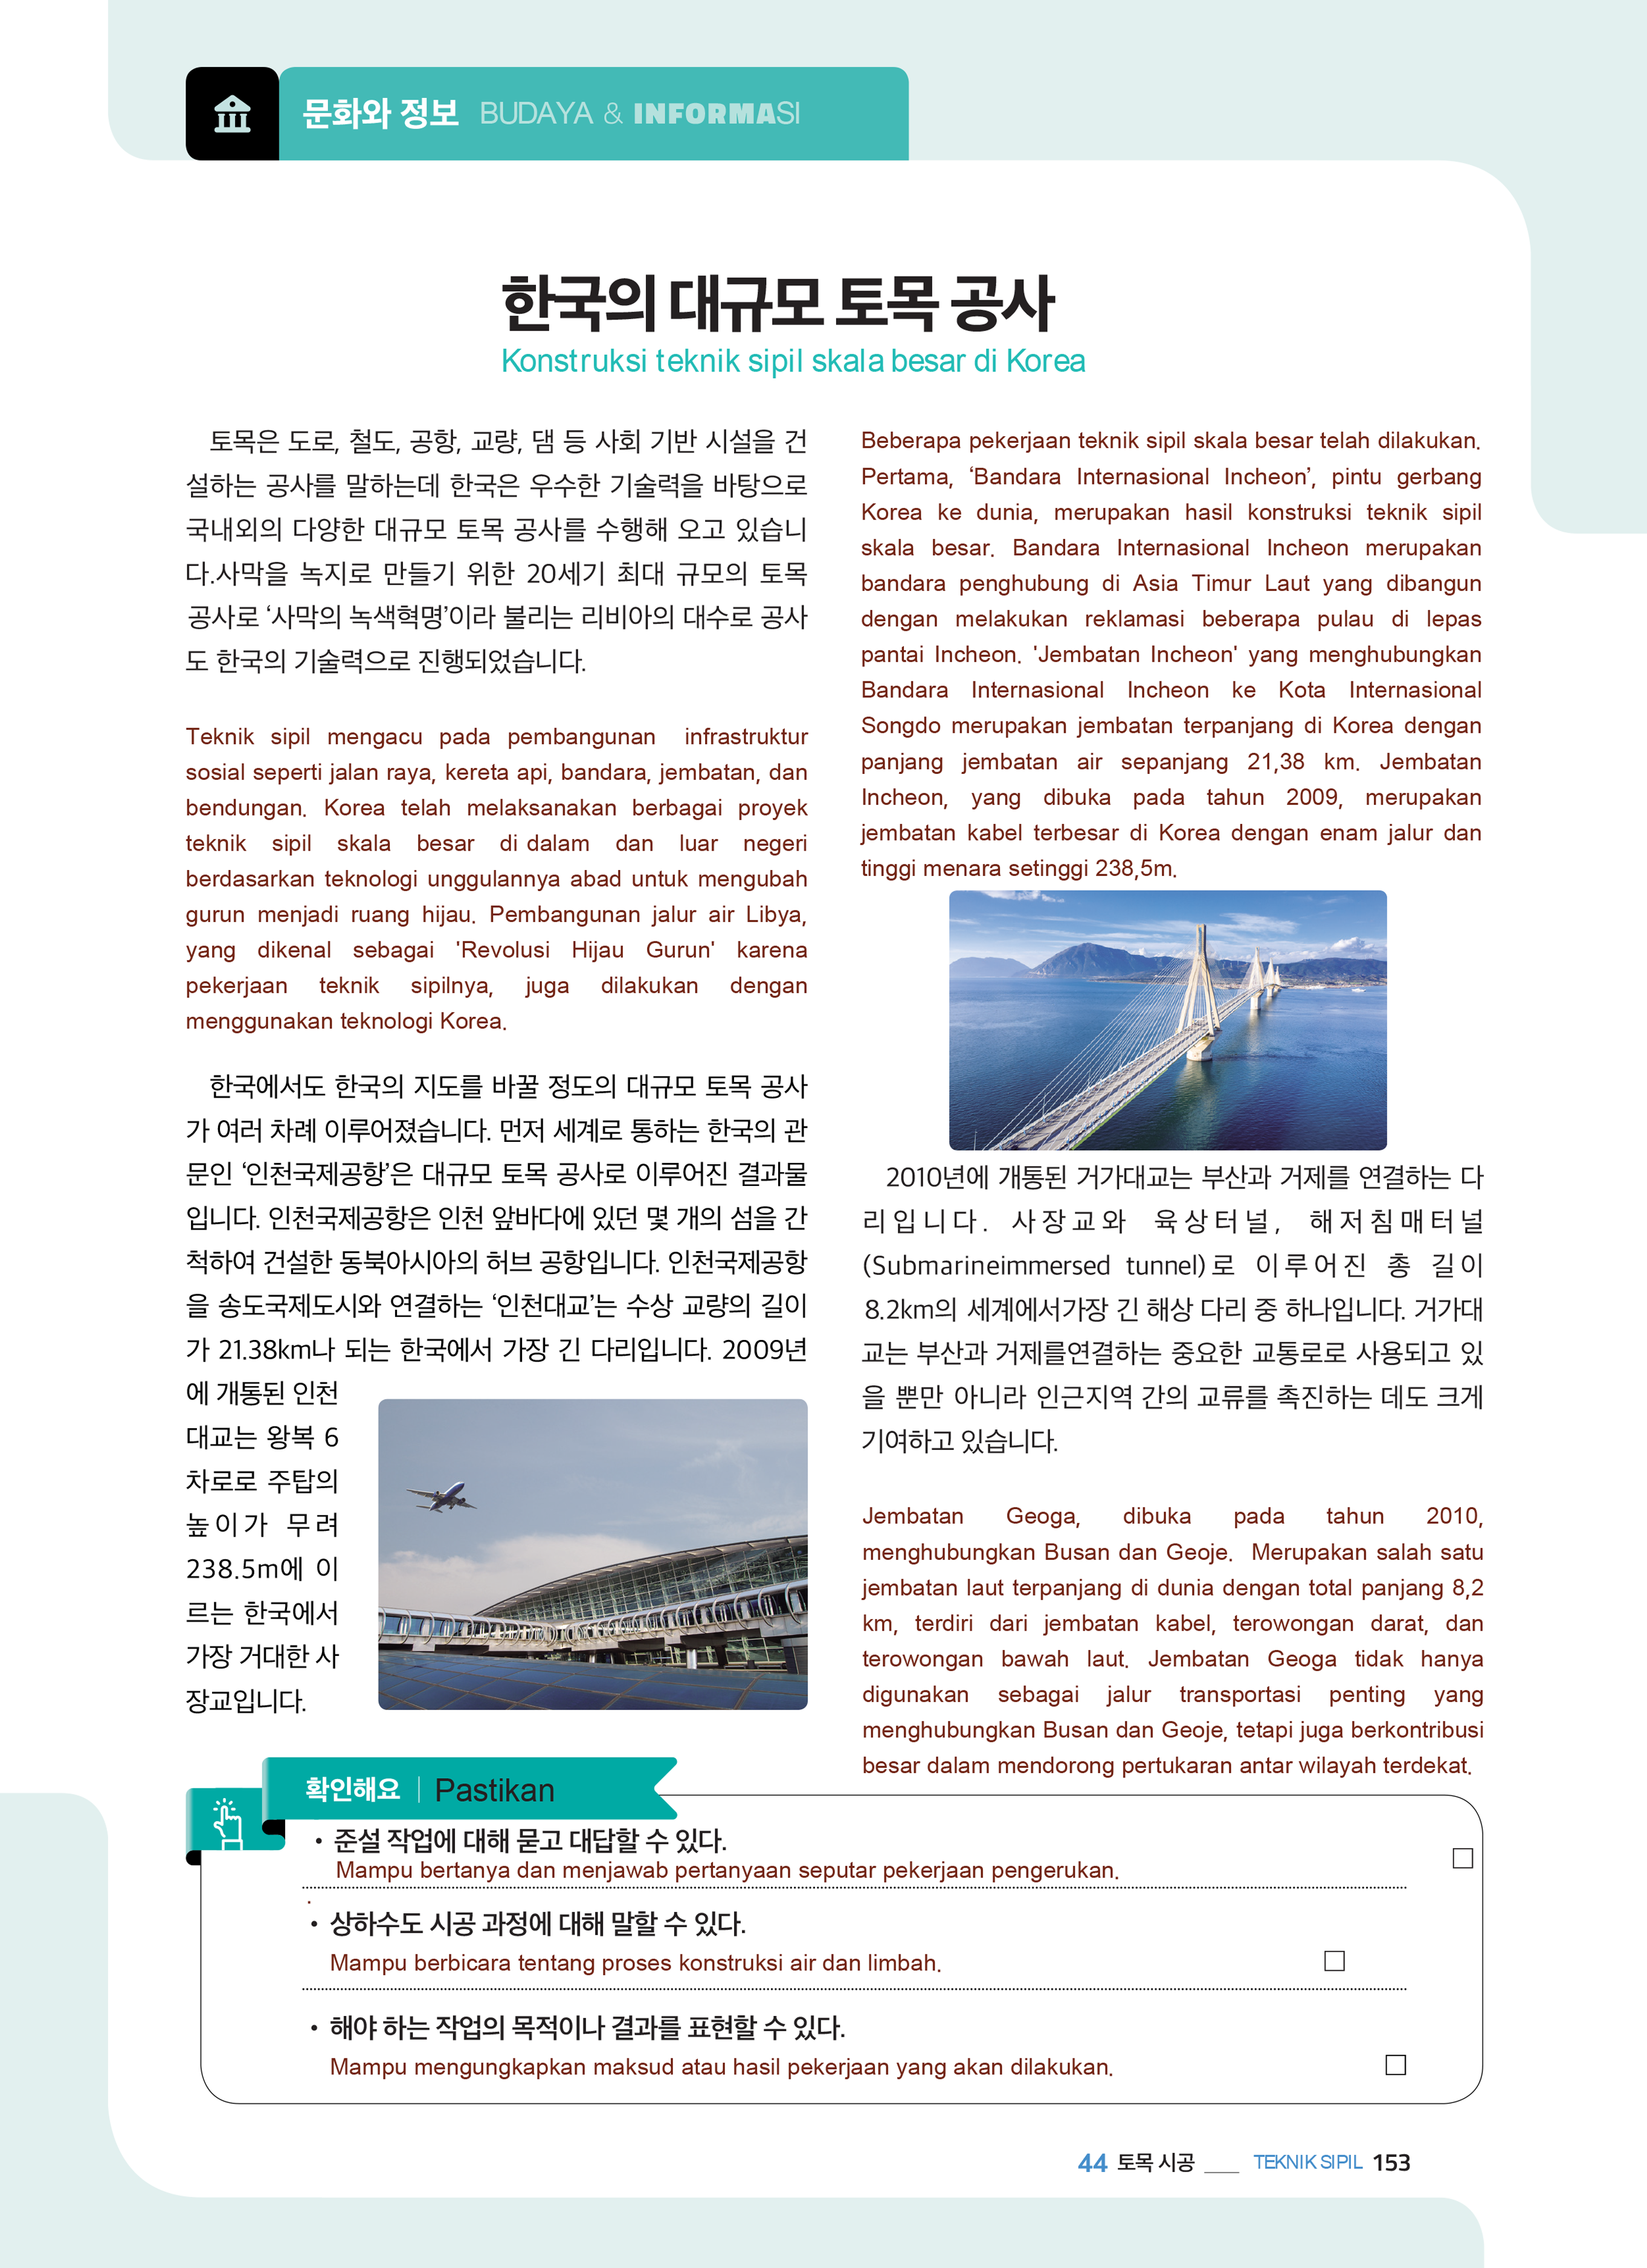 문화와 정보 BUDAYA & INFORMASI
한국의 대규모 토목 공사
Konstruksi teknik sipil skala besar di Korea
토목은 도로, 철도, 공항, 교량, 댐 등 사회 기반 시설을 건
설하는 공사를 말하는데 한국은 우수한 기술력을 바탕으로
국내외의 다양한 대규모 토목 공사를 수행해 오고 있습니
다.사막을 녹지로 만들기 위한 20세기 최대 규모의 토목
공사로 ‘사막의 녹색혁명’이라 불리는 리비아의 대수로 공사
도 한국의 기술력으로 진행되었습니다.
Teknik sipil mengacu pada pembangunan infrastruktur
sosial seperti jalan raya, kereta api, bandara, jembatan, dan
bendungan. Korea telah melaksanakan berbagai proyek
teknik sipil skala besar di dalam dan luar negeri
berdasarkan teknologi unggulannya abad untuk mengubah
gurun menjadi ruang hijau. Pembangunan jalur air Libya,
yang dikenal sebagai 'Revolusi Hijau Gurun' karena
pekerjaan teknik sipilnya, juga dilakukan dengan
menggunakan teknologi Korea.
한국에서도 한국의 지도를 바꿀 정도의 대규모 토목 공사
가 여러 차례 이루어졌습니다. 먼저 세계로 통하는 한국의 관
문인 ‘인천국제공항’은 대규모 토목 공사로 이루어진 결과물
입니다. 인천국제공항은 인천 앞바다에 있던 몇 개의 섬을 간
척하여 건설한 동북아시아의 허브 공항입니다. 인천국제공항
을 송도국제도시와 연결하는 ‘인천대교’는 수상 교량의 길이
가 21.38km나 되는 한국에서 가장 긴 다리입니다. 2009년
에 개통된 인천
대교는 왕복 6
차로로 주탑의
높이가 무려
238.5m에 이
르는 한국에서
가장 거대한 사
장교입니다.
Beberapa pekerjaan teknik sipil skala besar telah dilakukan.
Pertama, ‘Bandara Internasional Incheon’, pintu gerbang
Korea ke dunia, merupakan hasil konstruksi teknik sipil
skala besar. Bandara Internasional Incheon merupakan
bandara penghubung di Asia Timur Laut yang dibangun
dengan melakukan reklamasi beberapa pulau di lepas
pantai Incheon. 'Jembatan Incheon' yang menghubungkan
Bandara Internasional Incheon ke Kota Internasional
Songdo merupakan jembatan terpanjang di Korea dengan
panjang jembatan air sepanjang 21,38 km. Jembatan
Incheon, yang dibuka pada tahun 2009, merupakan
jembatan kabel terbesar di Korea dengan enam jalur dan
tinggi menara setinggi 238,5m.
2010년에 개통된 거가대교는 부산과 거제를 연결하는 다
리입니다. 사장교와 육상터널, 해저침매터널
(Submarineimmersed tunnel)로 이루어진 총 길이
8.2km의 세계에서가장 긴 해상 다리 중 하나입니다. 거가대
교는 부산과 거제를연결하는 중요한 교통로로 사용되고 있
을 뿐만 아니라 인근지역 간의 교류를 촉진하는 데도 크게
기여하고 있습니다.
Jembatan Geoga, dibuka pada tahun 2010,
menghubungkan Busan dan Geoje. Merupakan salah satu
jembatan laut terpanjang di dunia dengan total panjang 8,2
km, terdiri dari jembatan kabel, terowongan darat, dan
terowongan bawah laut. Jembatan Geoga tidak hanya
digunakan sebagai jalur transportasi penting yang
menghubungkan Busan dan Geoje, tetapi juga berkontribusi
besar dalam mendorong pertukaran antar wilayah terdekat.
확인해요 | Pastikan
• 준설 작업에 대해 묻고 대답할 수 있다.
Mampu bertanya dan menjawab pertanyaan seputar pekerjaan pengerukan.
• 상하수도 시공 과정에 대해 말할 수 있다.
Mampu berbicara tentang proses konstruksi air dan limbah.
• 해야 하는 작업의 목적이나 결과를 표현할 수 있다.
Mampu mengungkapkan maksud atau hasil pekerjaan yang akan dilakukan.
44 토목 시공 ___ TEKNIK SIPIL 153